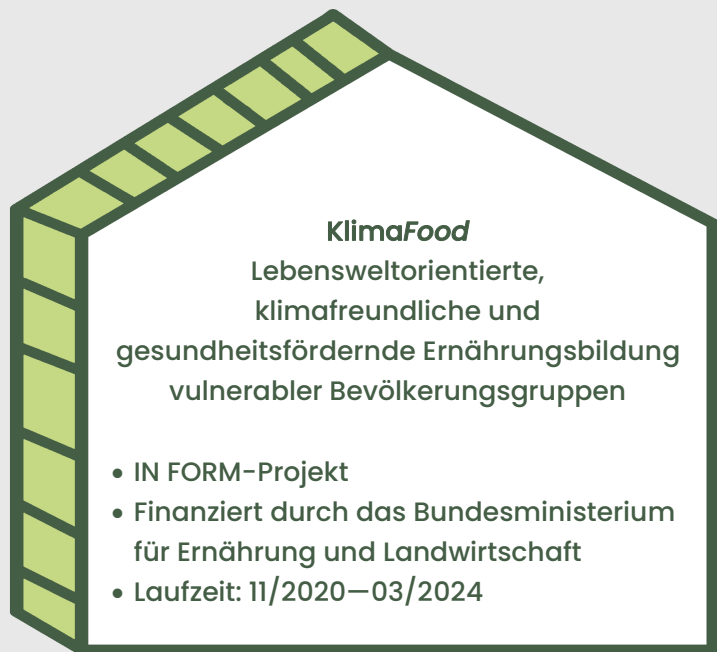 KlimaFood
Lebensweltorientierte,
klimafreundliche und
gesundheitsfördernde Ernährungsbildung
vulnerabler Bevölkerungsgruppen
• IN FORM-Projekt
• Finanziert durch das Bundesministerium
für Ernährung und Landwirtschaft
• Laufzeit: 11/2020—03/2024